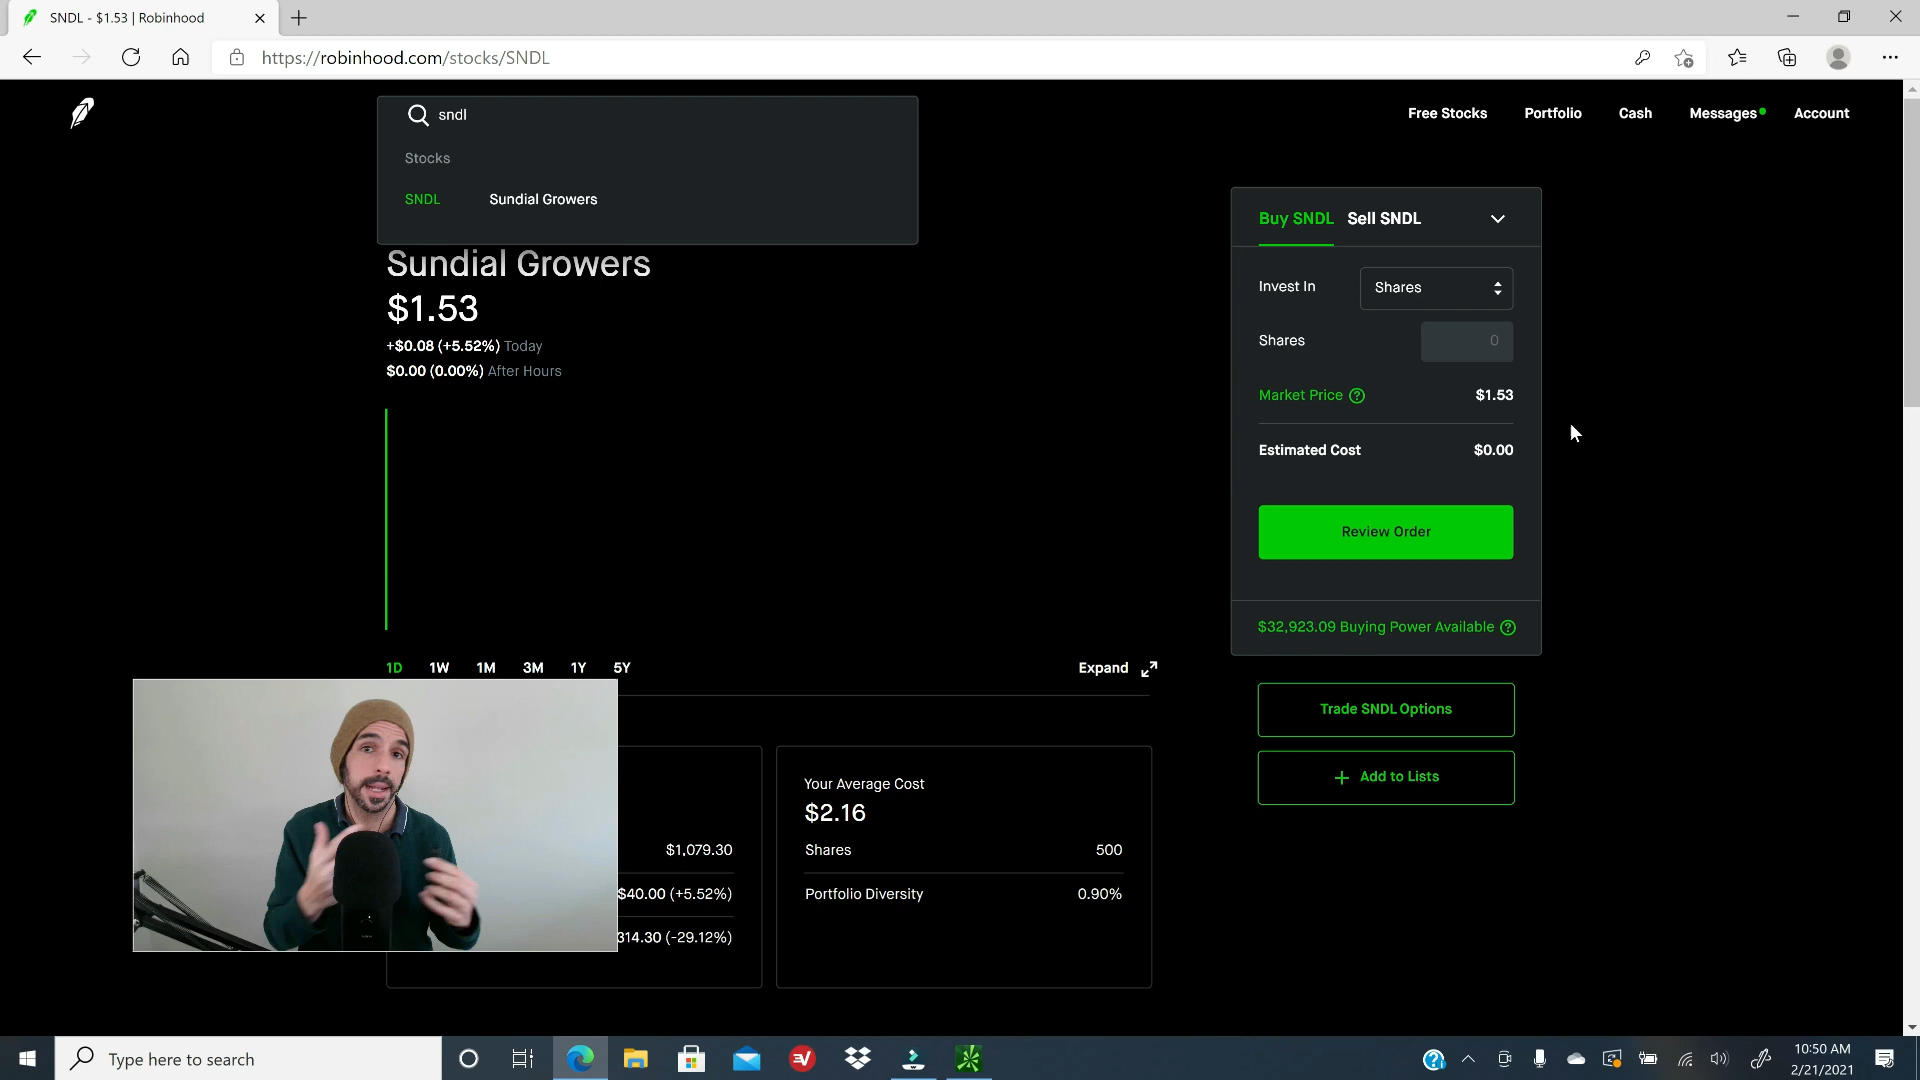 SNDL - $1.53 | Robinhood
https://robinhood.com/stocks/SNDL
sndl
Free Stocks Portfolio Cash Messages Account
Stocks
SNDL Sundial Growers
Sundial Growers
$1.53
+$0.08 (+5.52%) Today
$0.00 (0.00%) After Hours
Buy SNDL Sell SNDL
Invest In Shares
Shares 0
Market Price ? $1.53
Estimated Cost $0.00
Review Order
$32,923.09 Buying Power Available ?
1D 1W 1M 3M 1Y 5Y Expand
Trade SNDL Options
+ Add to Lists
Your Average Cost
$2.16
$1,079.30
Shares 500
$40.00 (+5.52%)
Portfolio Diversity 0.90%
314.30 (-29.12%)
Type here to search
10:50 AM
2/21/2021